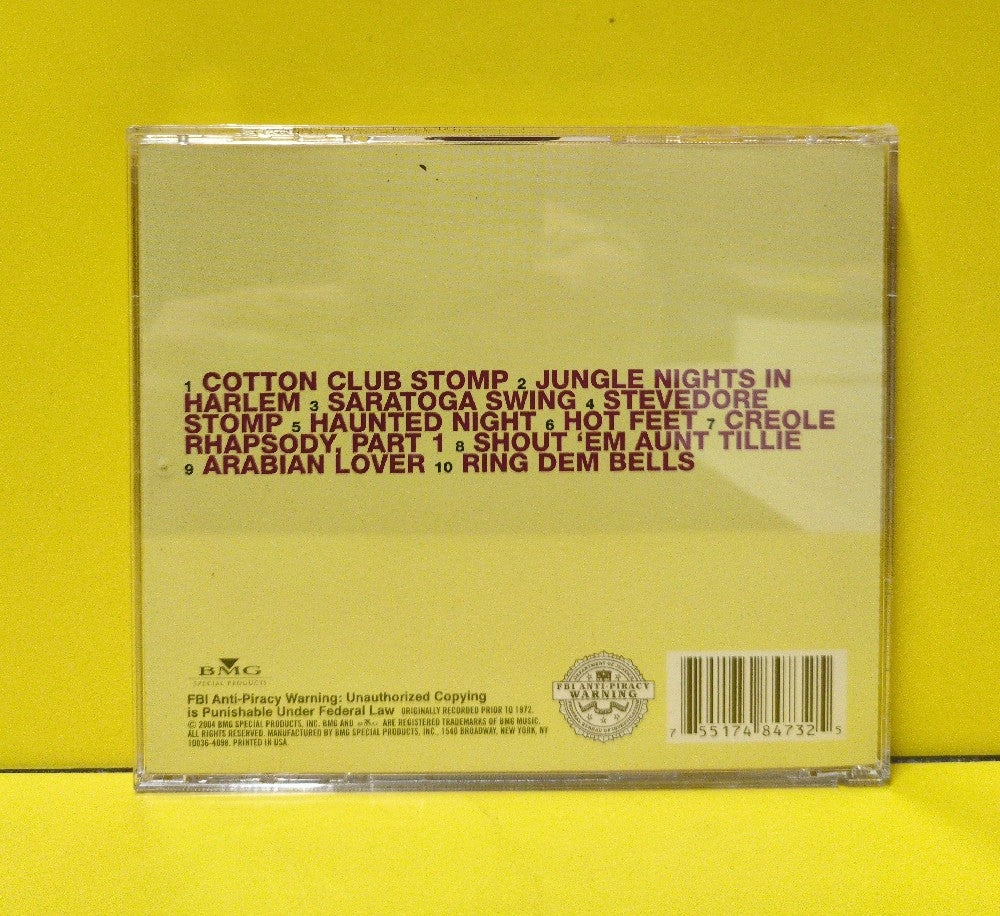 1 COTTON CLUB STOMP 2 JUNGLE NIGHTS IN
HARLEM 3 SARATOGA SWING 4 STEVEDORE
STOMP 5 HAUNTED NIGHT 6 HOT FEET 7 CREOLE
RHAPSODY, PART 1 8 SHOUT 'EM AUNT TILLIE
9 ARABIAN LOVER 10 RING DEM BELLS
BMG
SPECIAL PRODUCTS
FBI Anti-Piracy Warning: Unauthorized Copying
is Punishable Under Federal Law ORIGINALLY RECORDED PRIOR TO 1972.
© 2004 BMG SPECIAL PRODUCTS, INC. BMG AND BMG ARE REGISTERED TRADEMARKS OF BMG MUSIC.
ALL RIGHTS RESERVED. MANUFACTURED BY BMG SPECIAL PRODUCTS, INC., 1540 BROADWAY, NEW YORK, NY
10036-4098. PRINTED IN USA.
DEPARTMENT OF JUSTICE
FBI ANTI-PIRACY
WARNING
7 55174 84732 5